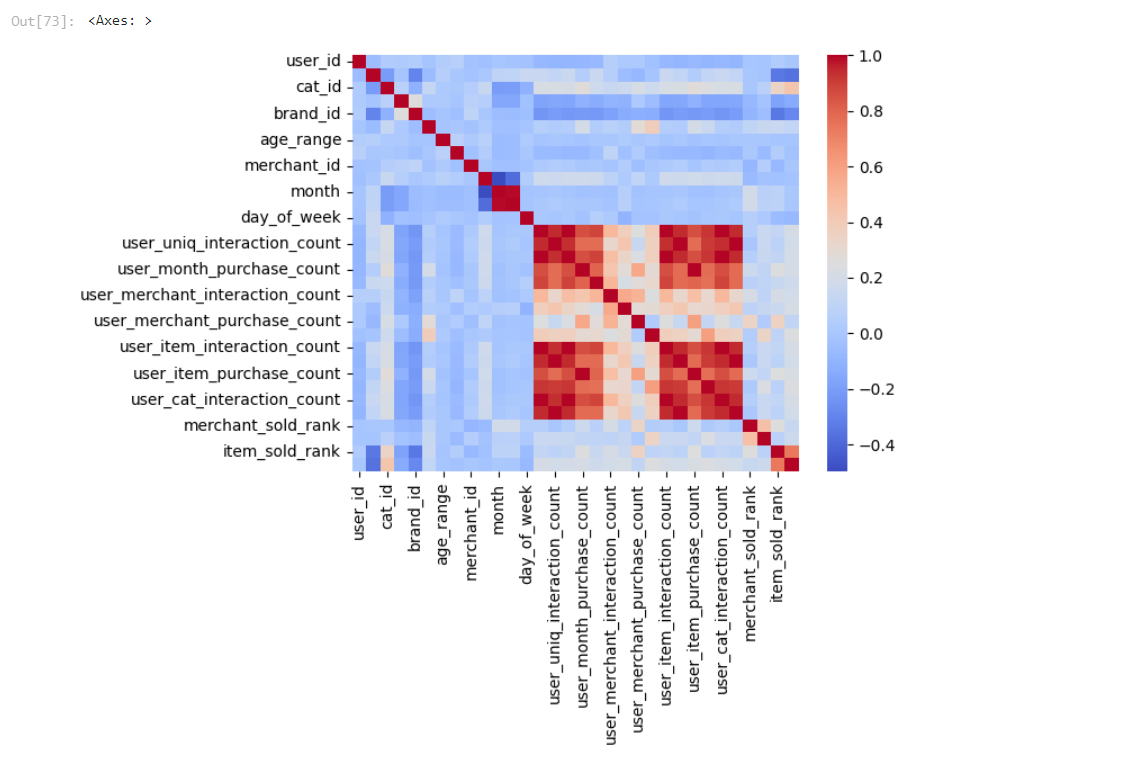 Out[73]: <Axes: >
user_id
cat_id
brand_id
age_range
merchant_id
month
day_of_week
user_uniq_interaction_count
user_month_purchase_count
user_merchant_interaction_count
user_merchant_purchase_count
user_item_interaction_count
user_item_purchase_count
user_cat_interaction_count
merchant_sold_rank
item_sold_rank
1.0
0.8
0.6
0.4
0.2
0.0
−0.2
−0.4
user_id
cat_id
brand_id
age_range
merchant_id
month
day_of_week
user_uniq_interaction_count
user_month_purchase_count
user_merchant_interaction_count
user_merchant_purchase_count
user_item_interaction_count
user_item_purchase_count
user_cat_interaction_count
merchant_sold_rank
item_sold_rank